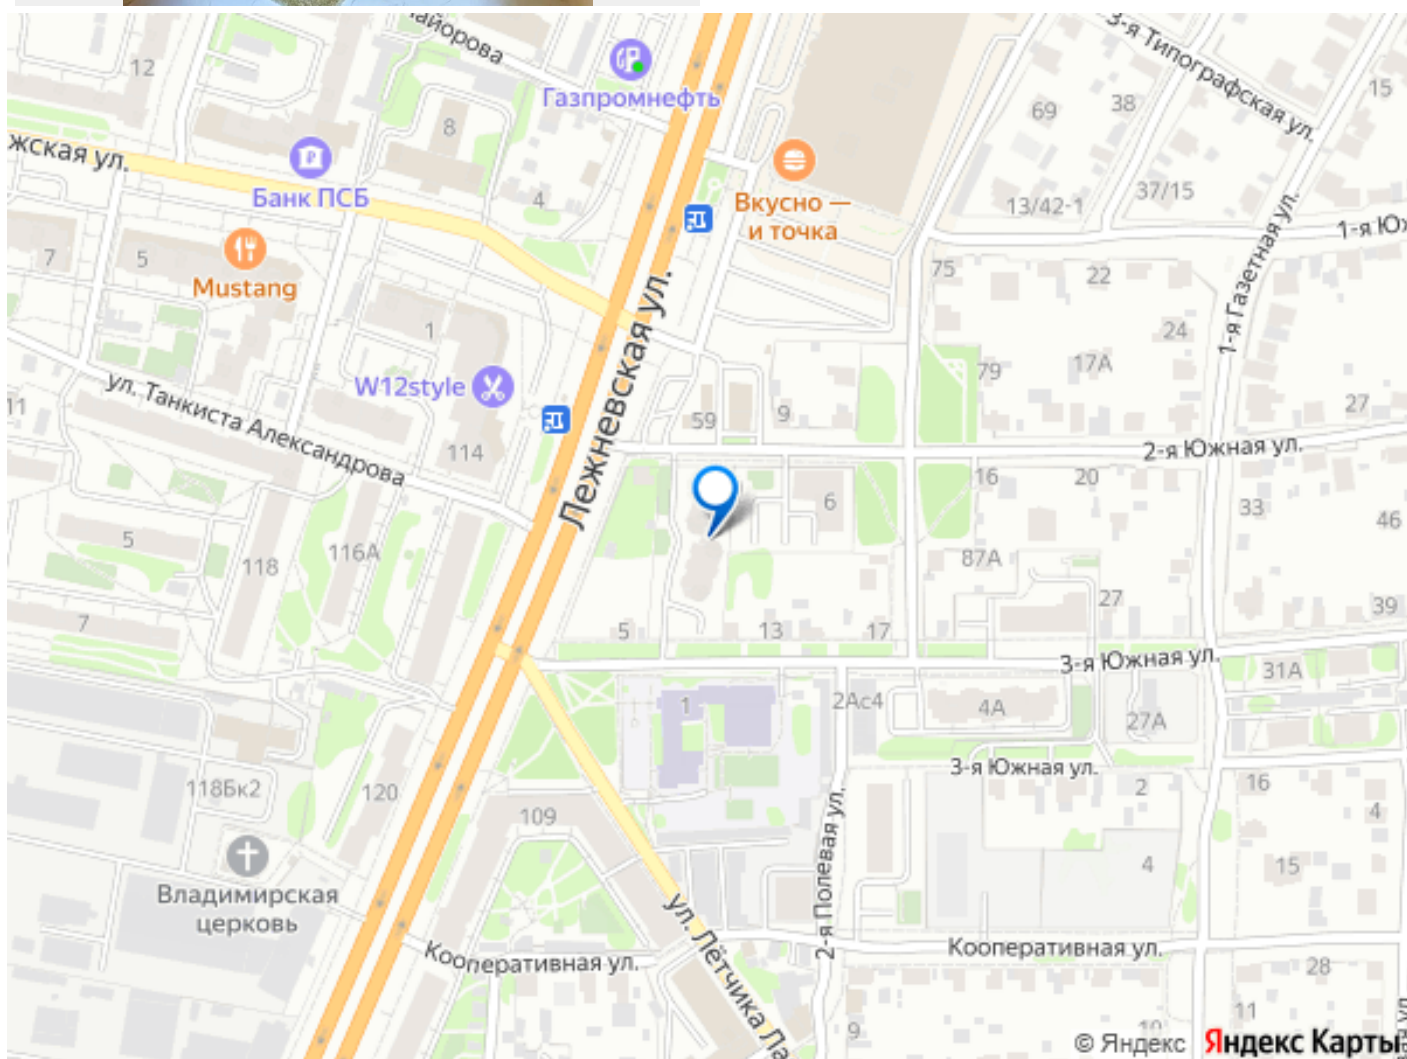 айорова
3-я Типографская ул.
12
Газпромнефть
15
69
38
8
жская ул.
Банк ПСБ
4
Вкусно —
и точка
37/15
13/42-1
1-я Юж
7
5
Mustang
75
22
1-я Газетная ул.
1
24
Лежневская ул.
79
17А
W12style
ул. Танкиста Александрова
11
59
9
27
114
2-я Южная ул.
16
20
6
33
46
5
116А
118
87А
27
39
7
5
13
17
3-я Южная ул.
31А
1
2Ас4
4А
27А
3-я Южная ул.
118Бк2
120
109
2
16
4
2-я Полевая ул.
4
15
Владимирская
церковь
ул. Лётчика Ла
Кооперативная ул.
Кооперативная ул.
28
11
9
10
© Яндекс
Яндекс Карты